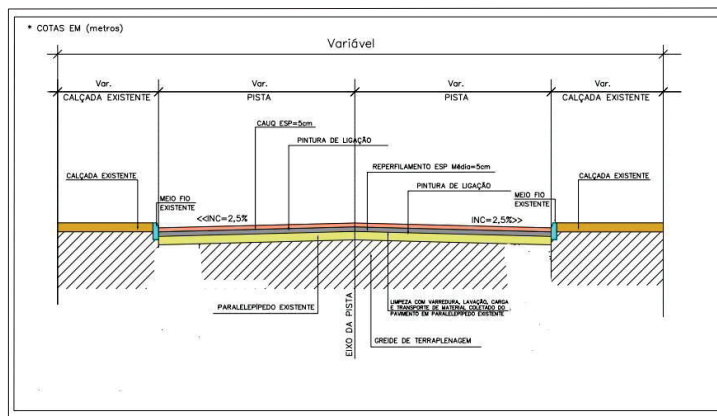 * COTAS EM (metros)
Variável
Var.
Var.
Var.
Var.
CALÇADA EXISTENTE
PISTA
PISTA
CALÇADA EXISTENTE
CAUQ ESP=5cm
PINTURA DE LIGAÇÃO
REPERFILAMENTO ESP Média=5cm
PINTURA DE LIGAÇÃO
CALÇADA EXISTENTE
CALÇADA EXISTENTE
MEIO FIO
EXISTENTE
MEIO FIO
EXISTENTE
<<INC=2,5%
INC=2,5%>>
PARALELEPÍPEDO EXISTENTE
LIMPEZA COM VARREDURA, LAVAÇÃO, CARGA
E TRANSPORTE DE MATERIAL COLETADO DO
PAVIMENTO EM PARALELEPÍPEDO EXISTENTE
GREIDE DE TERRAPLENAGEM
EIXO DA PISTA